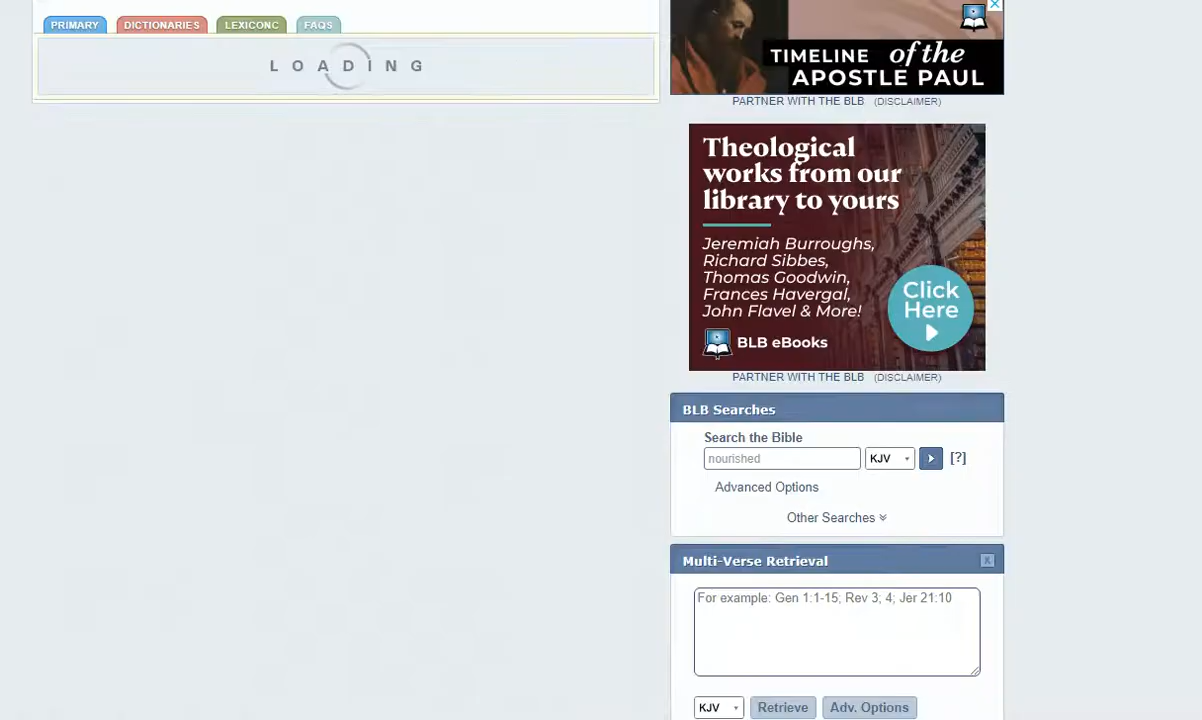 PRIMARY
DICTIONARIES
LEXICONC
FAQS
LOADING
TIMELINE of the
APOSTLE PAUL
PARTNER WITH THE BLB (DISCLAIMER)
Theological
works from our
library to yours
Jeremiah Burroughs,
Richard Sibbes,
Thomas Goodwin,
Frances Havergal,
John Flavel & More!
Click
Here
BLB eBooks
PARTNER WITH THE BLB (DISCLAIMER)
BLB Searches
Search the Bible
nourished KJV [?]
Advanced Options
Other Searches
Multi-Verse Retrieval
For example: Gen 1:1-15; Rev 3; 4; Jer 21:10
KJV Retrieve Adv. Options